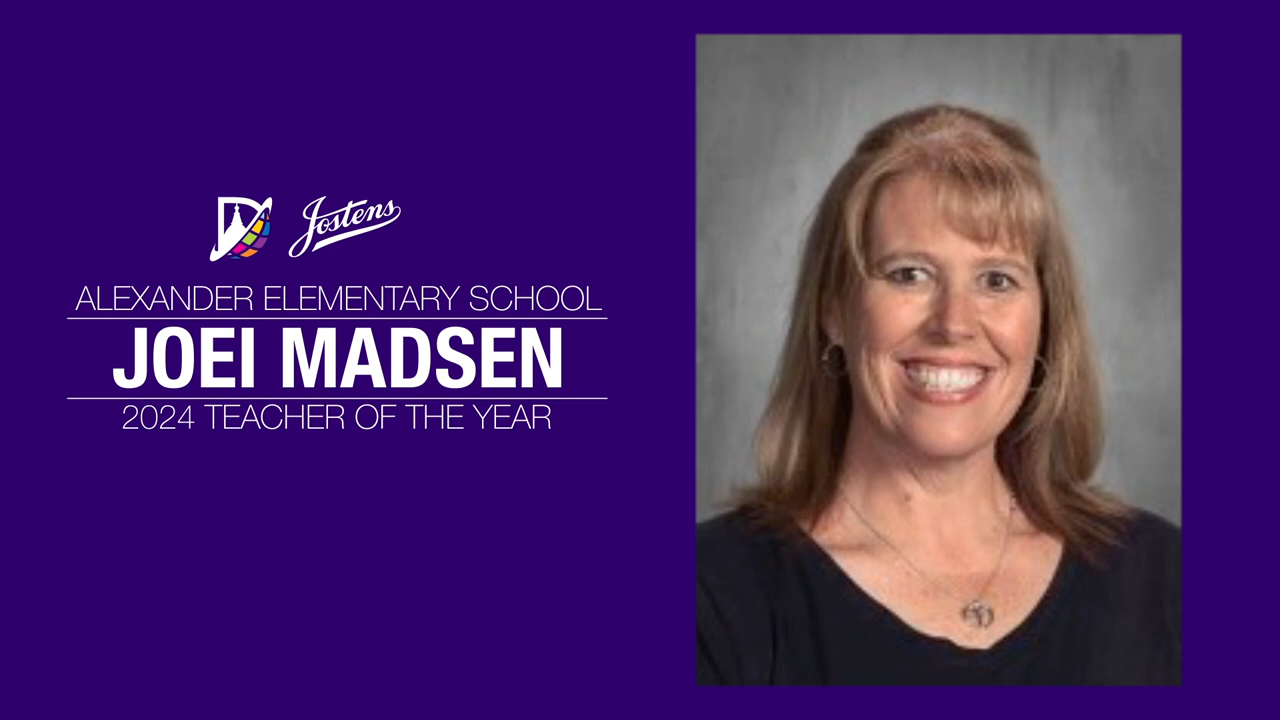 Jostens
ALEXANDER ELEMENTARY SCHOOL
JOEI MADSEN
2024 TEACHER OF THE YEAR